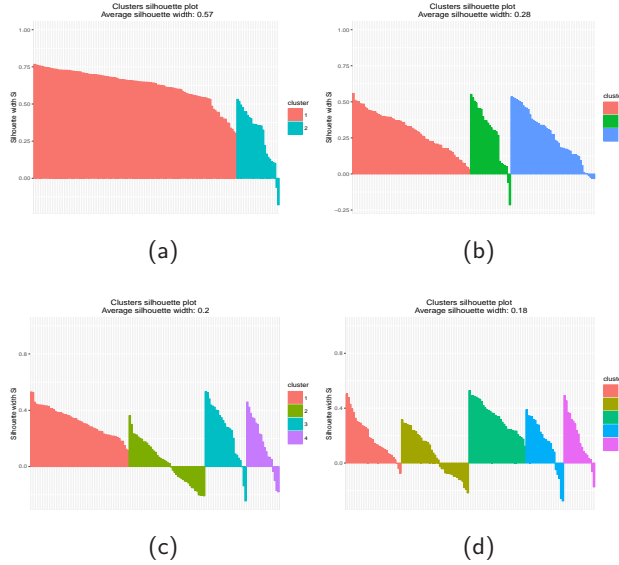 Clusters silhouette plot
Average silhouette width: 0.57
1.00
0.75
0.50
0.25
0.00
Silhouette width Si
cluster
1
2
(a)
Clusters silhouette plot
Average silhouette width: 0.28
1.00
0.75
0.50
0.25
0.00
−0.25
Silhouette width Si
cluster
(b)
Clusters silhouette plot
Average silhouette width: 0.2
0.8
0.4
0.0
Silhouette width Si
cluster
1
2
3
4
(c)
Clusters silhouette plot
Average silhouette width: 0.18
0.8
0.4
0.0
Silhouette width Si
cluster
(d)